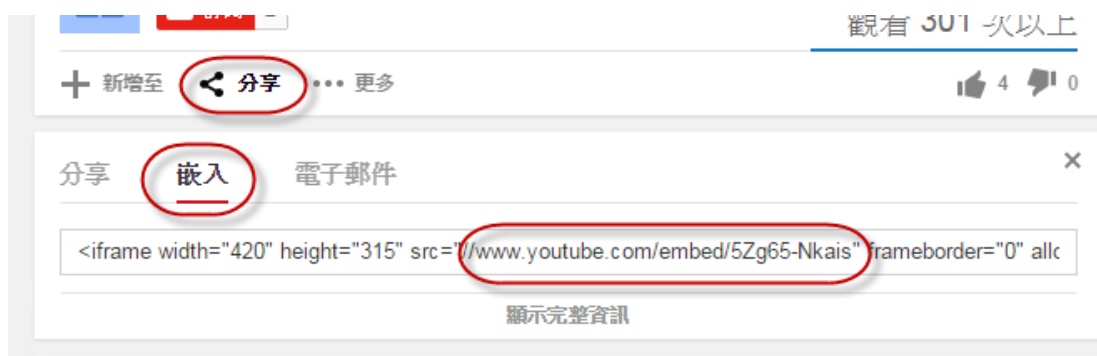 觀看 301 次以上
新增至 分享 更多 4 0
分享 嵌入 電子郵件 ×
<iframe width="420" height="315" src="//www.youtube.com/embed/5Zg65-Nkais" frameborder="0" allo
顯示完整資訊